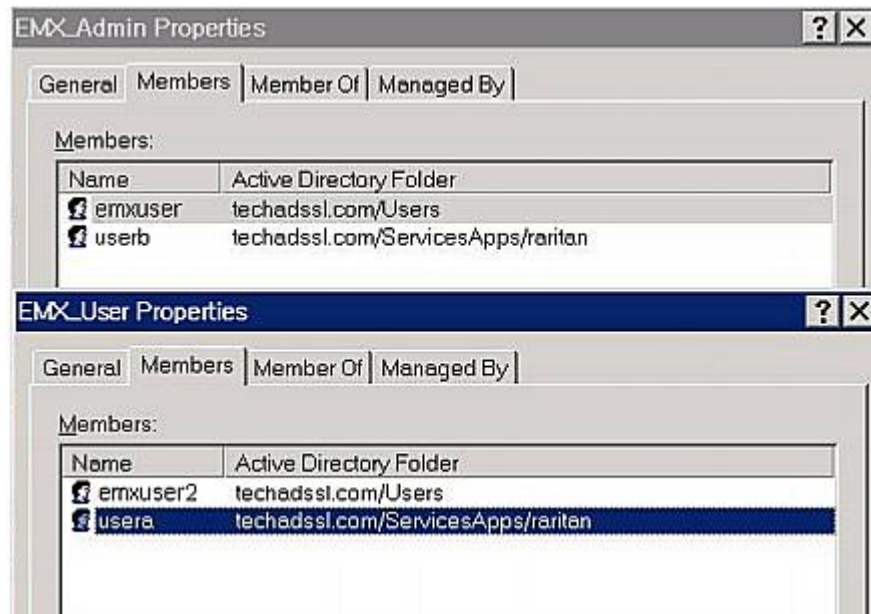 EMX_Admin Properties
General Members Member Of Managed By
Members:
Name Active Directory Folder
emxuser techadssl.com/Users
userb techadssl.com/ServicesApps/raritan
EMX_User Properties
General Members Member Of Managed By
Members:
Name Active Directory Folder
emxuser2 techadssl.com/Users
usera techadssl.com/ServicesApps/raritan